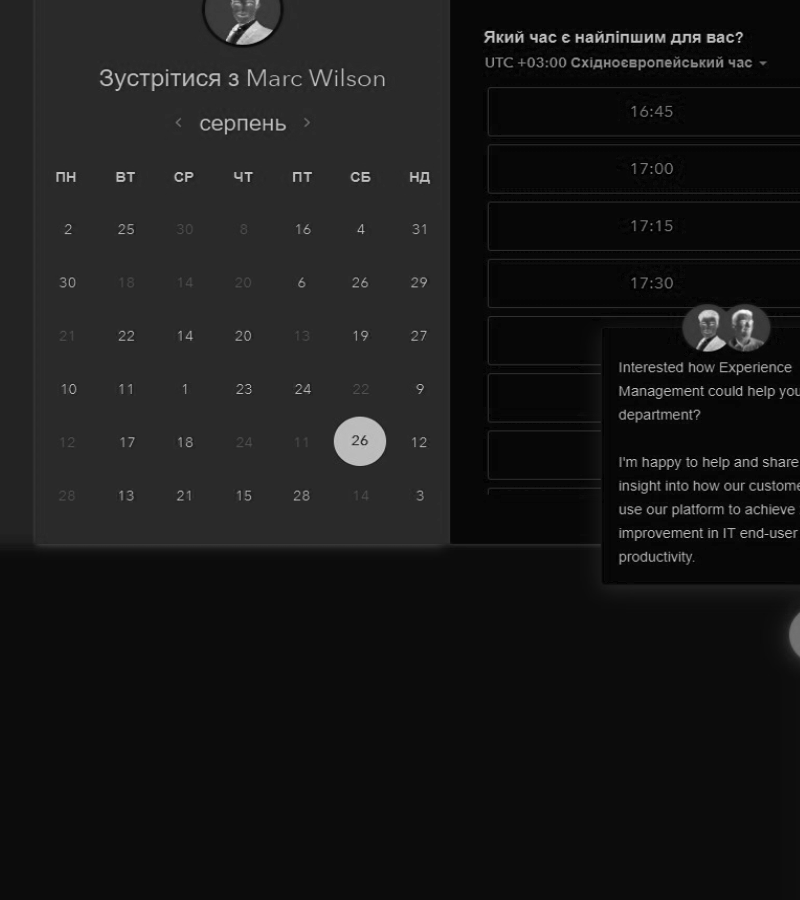 Зустрітися з Marc Wilson
серпень
ПН ВТ СР ЧТ ПТ СБ НД
2 25 30 8 16 4 31
30 18 14 20 6 26 29
21 22 14 20 13 19 27
10 11 1 23 24 22 9
12 17 18 24 11 26 12
28 13 21 15 28 14 3
Який час є найліпшим для вас?
UTC +03:00 Східноєвропейський час
16:45
17:00
17:15
17:30
Interested how Experience
Management could help you
department?
I'm happy to help and share
insight into how our custome
use our platform to achieve
improvement in IT end-user
productivity.